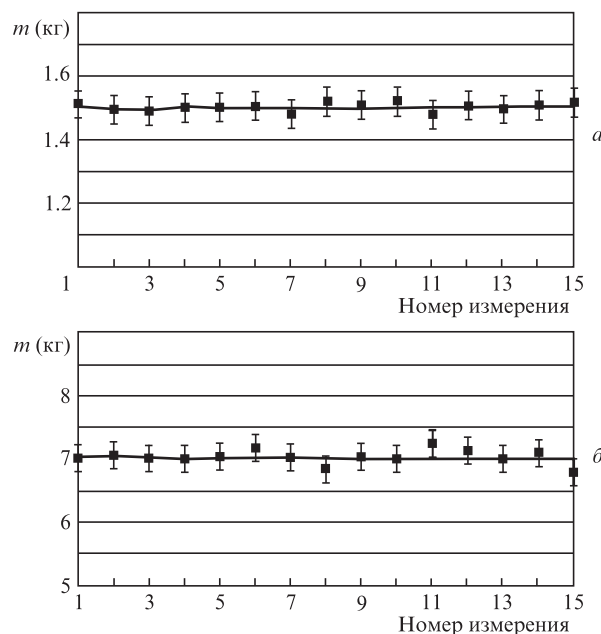 m (кг)
1.6
1.4
1.2
а
1 3 5 7 9 11 13 15
Номер измерения
m (кг)
8
7
б
6
5
1 3 5 7 9 11 13 15
Номер измерения